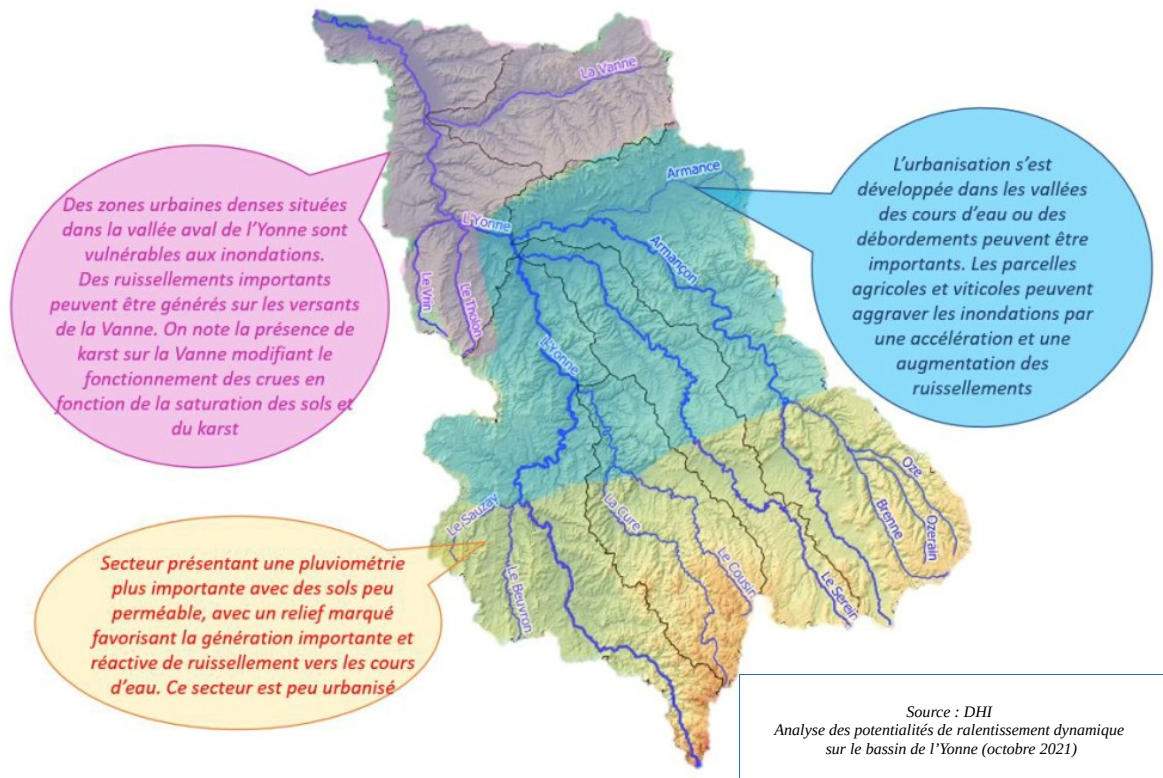 La Vanne
Armance
L'Yonne
Armançon
Le Vrin
Le Tholon
L'Yonne
Le Sauzay
Le Beuvron
La Cure
Le Cousin
Le Serein
Brenne
Oze
Ozerain
Des zones urbaines denses situées
dans la vallée aval de l’Yonne sont
vulnérables aux inondations.
Des ruissellements importants
peuvent être générés sur les versants
de la Vanne. On note la présence de
karst sur la Vanne modifiant le
fonctionnement des crues en
fonction de la saturation des sols et
du karst
L’urbanisation s’est
développée dans les vallées
des cours d’eau ou des
débordements peuvent être
importants. Les parcelles
agricoles et viticoles peuvent
aggraver les inondations par
une accélération et une
augmentation des
ruissellements
Secteur présentant une pluviométrie
plus importante avec des sols peu
perméable, avec un relief marqué
favorisant la génération importante et
réactive de ruissellement vers les cours
d’eau. Ce secteur est peu urbanisé
Source : DHI
Analyse des potentialités de ralentissement dynamique
sur le bassin de l’Yonne (octobre 2021)